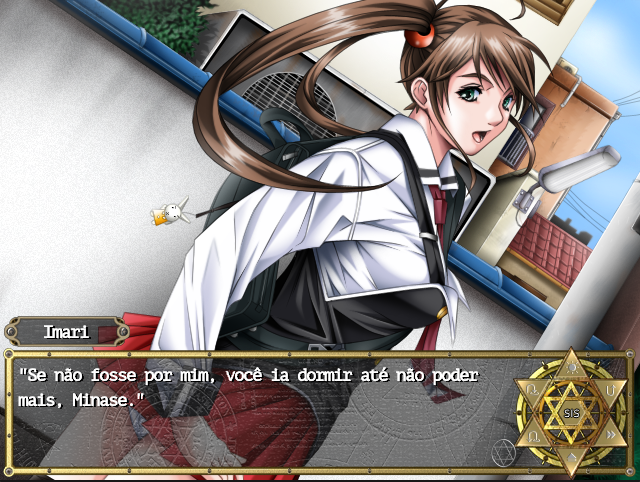 Imari
"Se não fosse por mim, você ia dormir até não poder
mais, Minase."
SIS